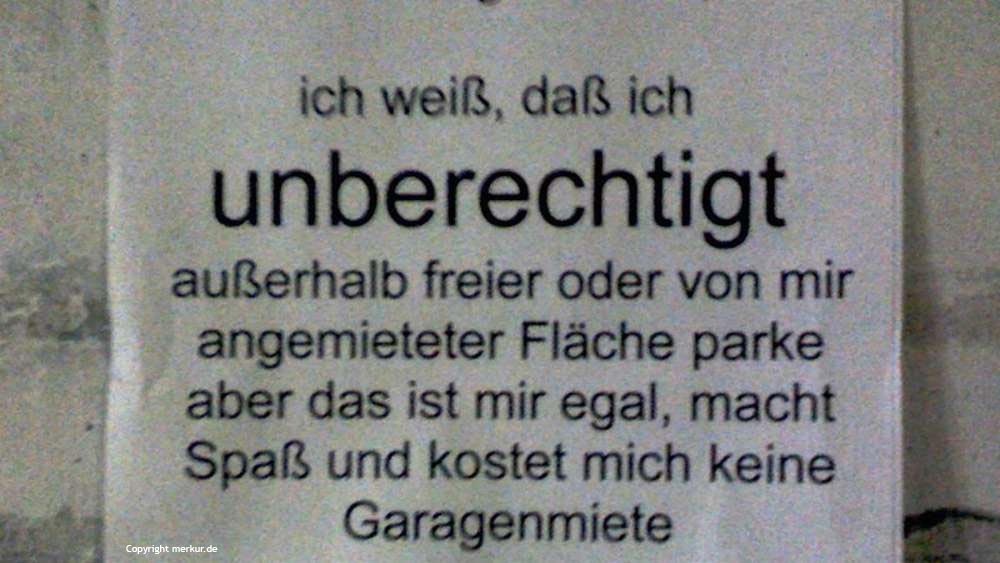 ich weiß, daß ich
unberechtigt
außerhalb freier oder von mir
angemieteter Fläche parke
aber das ist mir egal, macht
Spaß und kostet mich keine
Garagenmiete
Copyright merkur.de